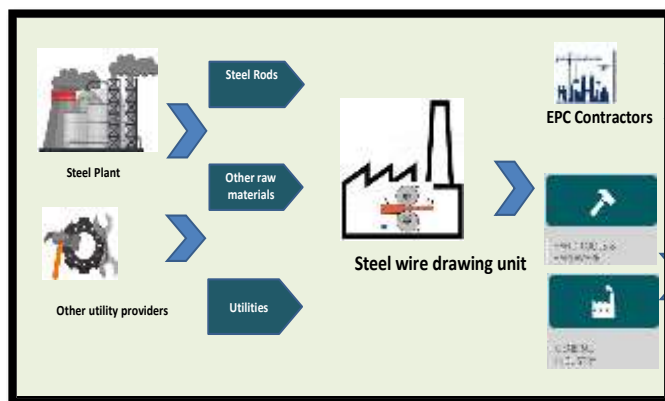 Steel Rods
EPC Contractors
Steel Plant
Other raw
materials
Steel wire drawing unit
Other utility providers
Utilities